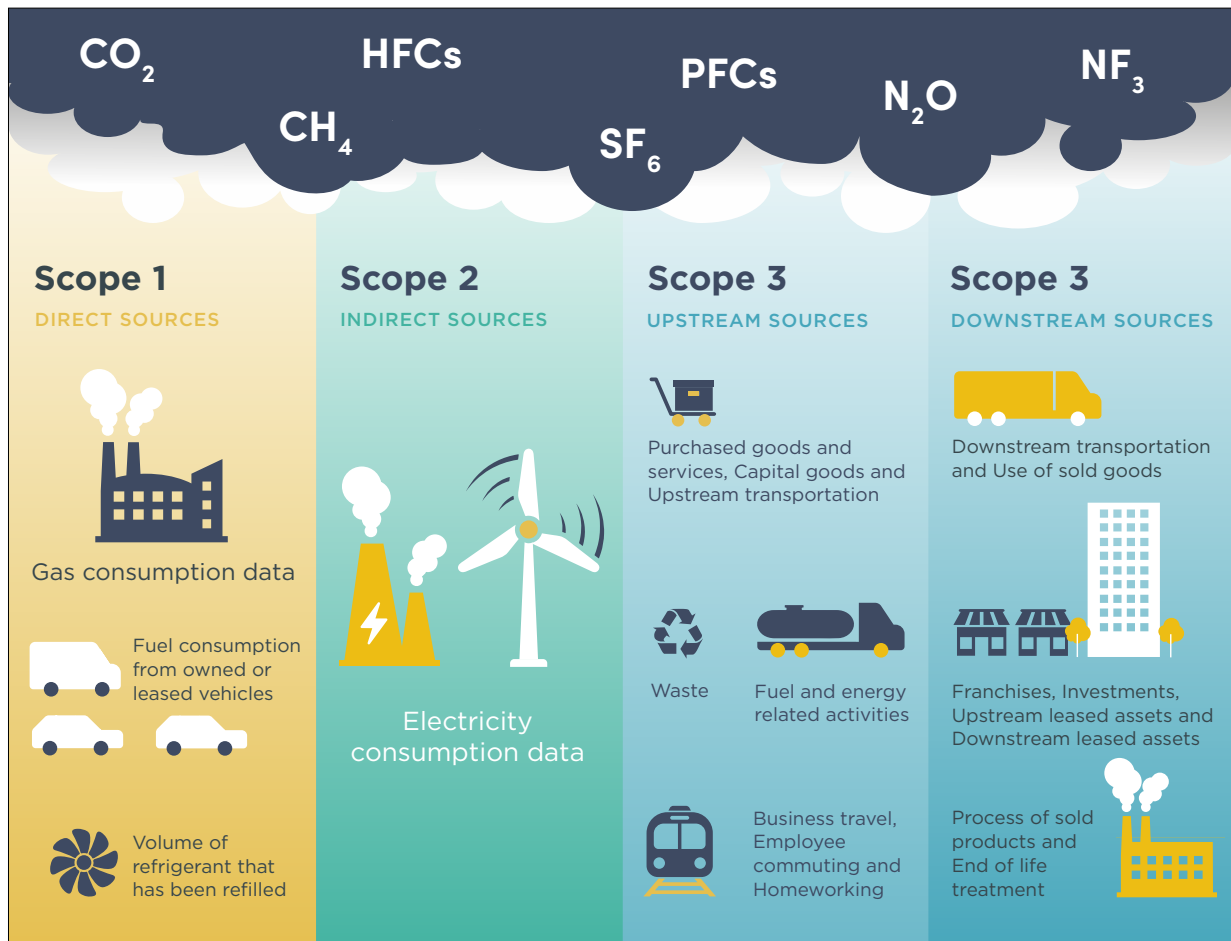 CO₂
HFCs
PFCs
NF₃
N₂O
CH₄
SF₆
Scope 1
DIRECT SOURCES
Gas consumption data
Fuel consumption
from owned or
leased vehicles
Volume of
refrigerant that
has been refilled
Scope 2
INDIRECT SOURCES
Electricity
consumption data
Scope 3
UPSTREAM SOURCES
Purchased goods and
services, Capital goods and
Upstream transportation
Waste
Fuel and energy
related activities
Business travel,
Employee
commuting and
Homeworking
Scope 3
DOWNSTREAM SOURCES
Downstream transportation
and Use of sold goods
Franchises, Investments,
Upstream leased assets and
Downstream leased assets
Process of sold
products and
End of life
treatment